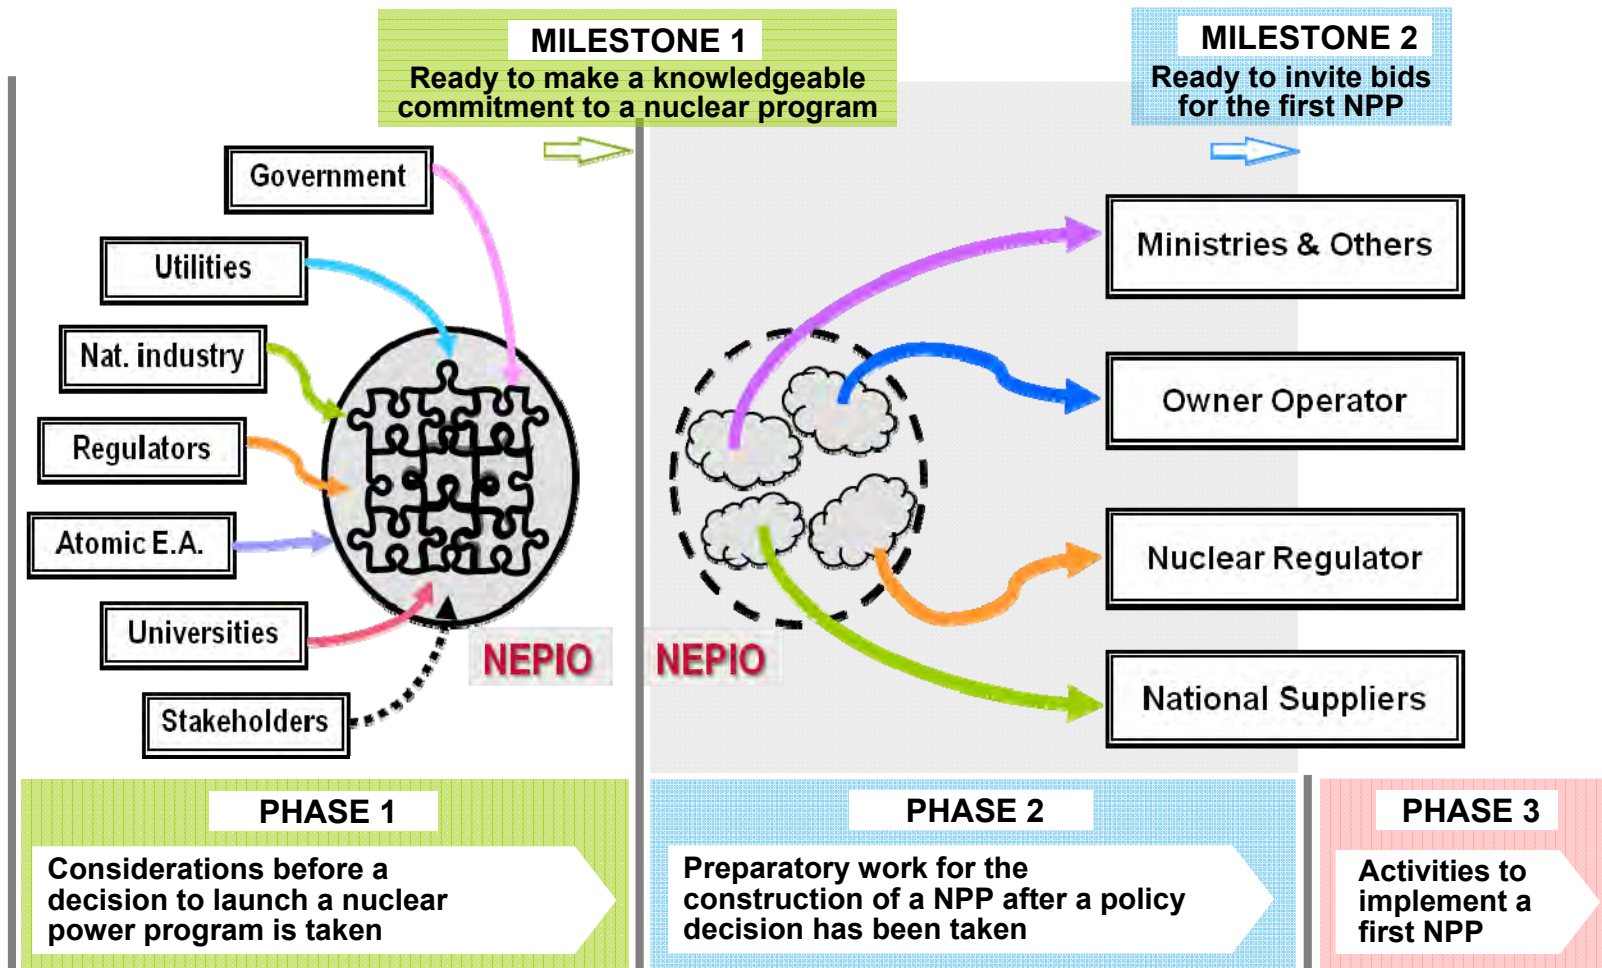 MILESTONE 1
Ready to make a knowledgeable
commitment to a nuclear program
MILESTONE 2
Ready to invite bids
for the first NPP
Government
Utilities
Nat. industry
Regulators
Atomic E.A.
Universities
Stakeholders
NEPIO
NEPIO
Ministries & Others
Owner Operator
Nuclear Regulator
National Suppliers
PHASE 1
Considerations before a
decision to launch a nuclear
power program is taken
PHASE 2
Preparatory work for the
construction of a NPP after a policy
decision has been taken
PHASE 3
Activities to
implement a
first NPP